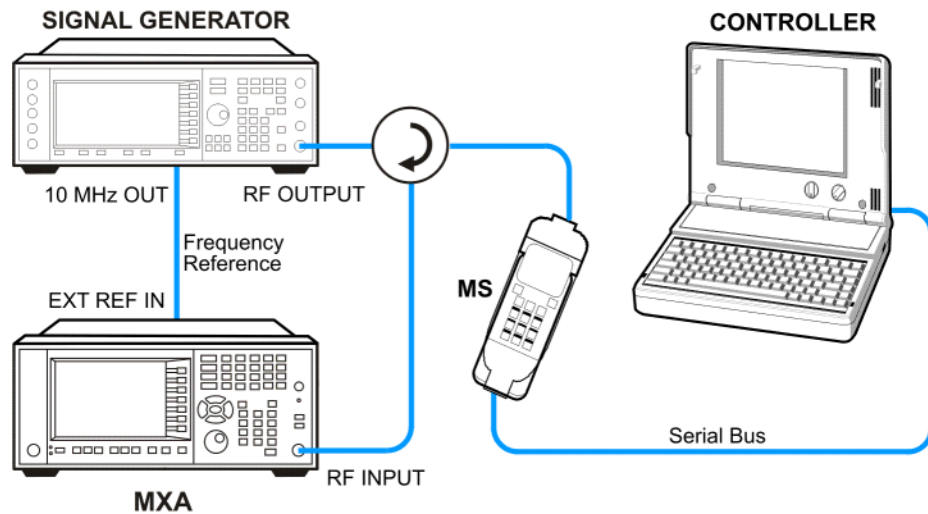 SIGNAL GENERATOR
CONTROLLER
10 MHz OUT
RF OUTPUT
Frequency
Reference
MS
EXT REF IN
Serial Bus
RF INPUT
MXA